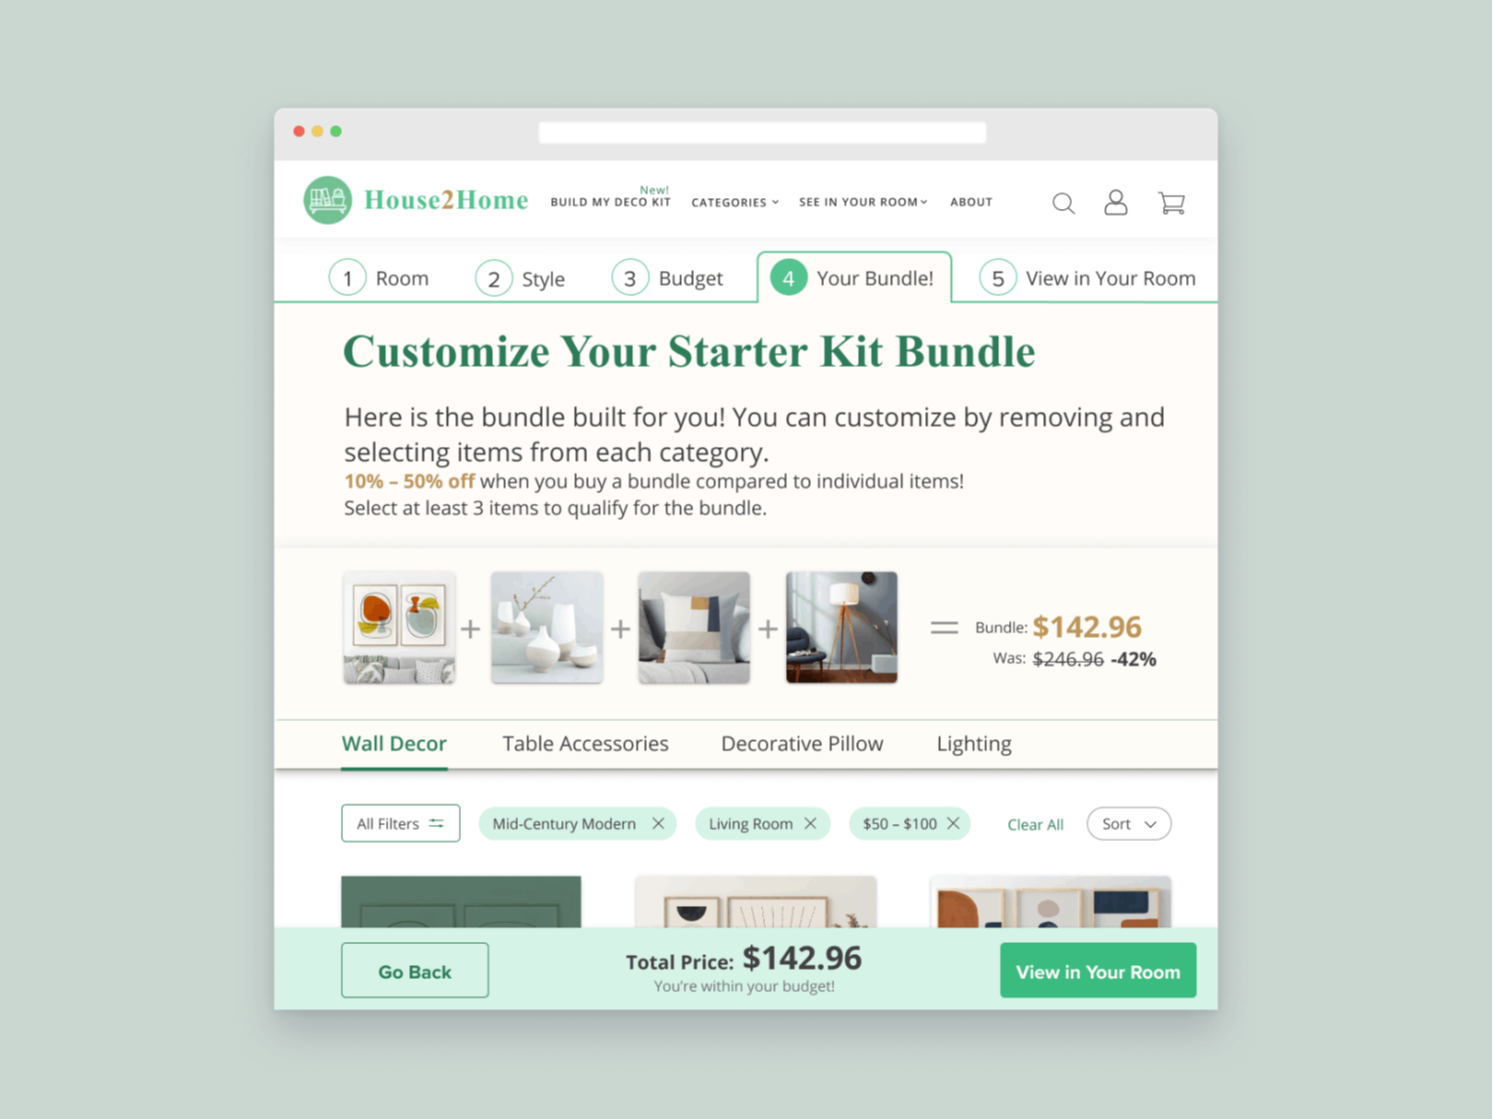 House2Home
New!
BUILD MY DECO KIT
CATEGORIES
SEE IN YOUR ROOM
ABOUT
1 Room
2 Style
3 Budget
4 Your Bundle!
5 View in Your Room
Customize Your Starter Kit Bundle
Here is the bundle built for you! You can customize by removing and
selecting items from each category.
10% – 50% off when you buy a bundle compared to individual items!
Select at least 3 items to qualify for the bundle.
+ + + = Bundle: $142.96
Was: $246.96 -42%
Wall Decor
Table Accessories
Decorative Pillow
Lighting
All Filters
Mid-Century Modern
Living Room
$50 – $100
Clear All
Sort
Go Back
Total Price: $142.96
You're within your budget!
View in Your Room